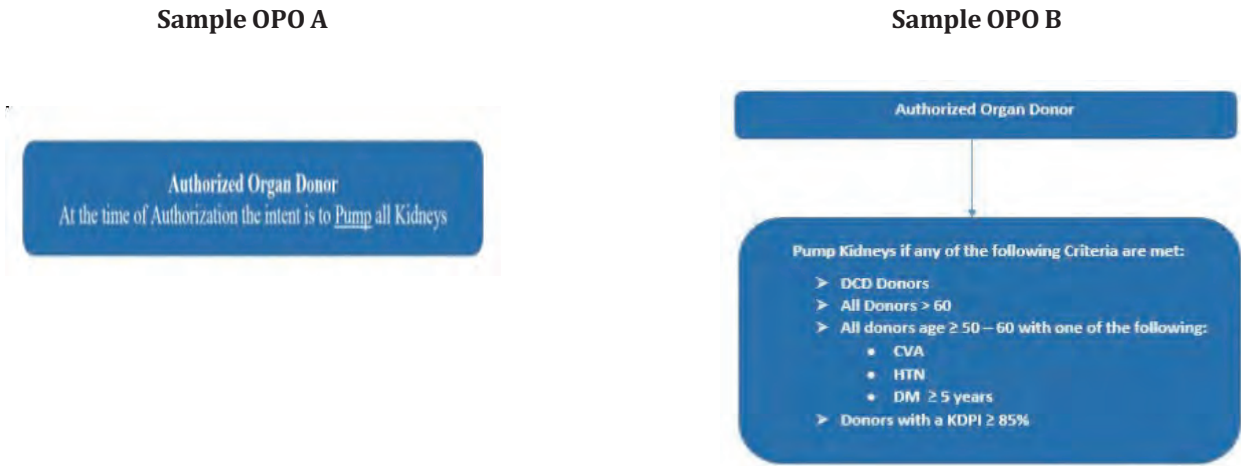 Sample OPO A
Authorized Organ Donor
At the time of Authorization the intent is to Pump all Kidneys
Sample OPO B
Authorized Organ Donor
Pump Kidneys if any of the following Criteria are met:
➤ DCD Donors
➤ All Donors > 60
➤ All donors age ≥ 50 – 60 with one of the following:
• CVA
• HTN
• DM ≥ 5 years
➤ Donors with a KDPI ≥ 85%